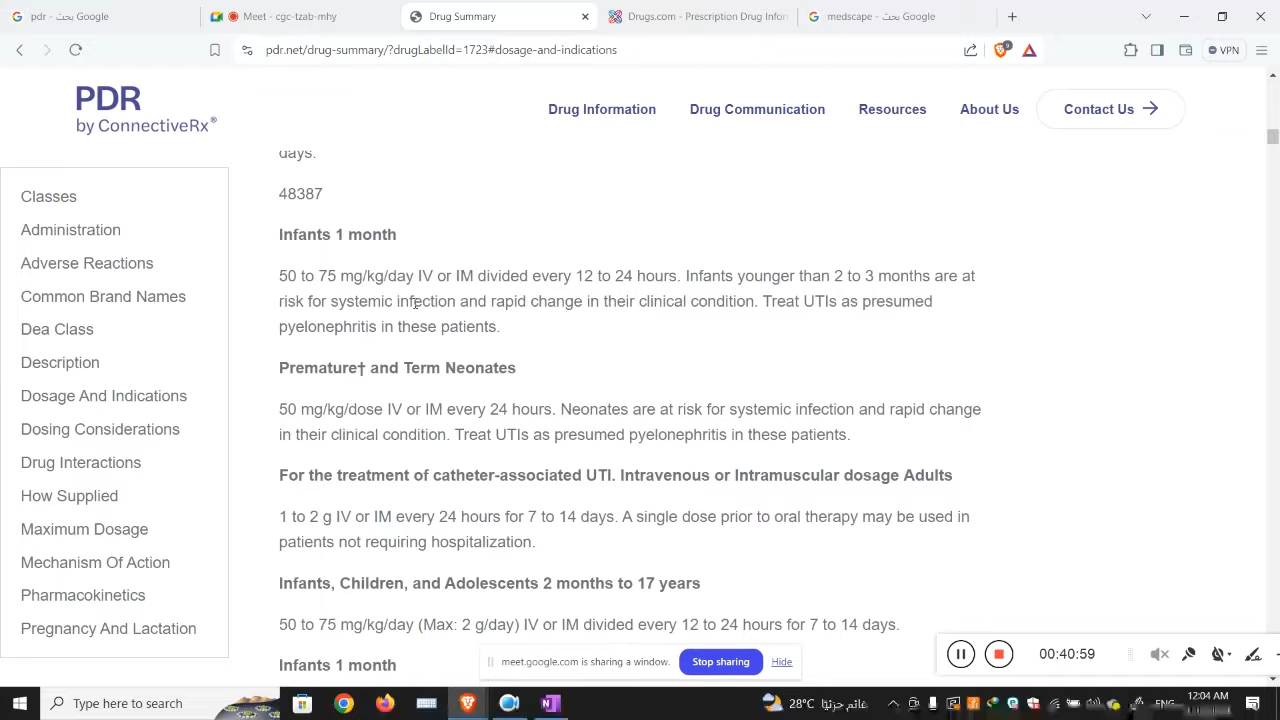 pdr - بحث Google
Meet - cgc-tzab-mhy
Drug Summary
Drugs.com - Prescription Drug Infor
medscape - بحث Google
pdr.net/drug-summary/?drugLabelId=1723#dosage-and-indications
9
VPN
PDR
by ConnectiveRx®
Drug Information
Drug Communication
Resources
About Us
Contact Us
Classes
Administration
Adverse Reactions
Common Brand Names
Dea Class
Description
Dosage And Indications
Dosing Considerations
Drug Interactions
How Supplied
Maximum Dosage
Mechanism Of Action
Pharmacokinetics
Pregnancy And Lactation
days.
48387
Infants 1 month
50 to 75 mg/kg/day IV or IM divided every 12 to 24 hours. Infants younger than 2 to 3 months are at
risk for systemic infection and rapid change in their clinical condition. Treat UTIs as presumed
pyelonephritis in these patients.
Premature† and Term Neonates
50 mg/kg/dose IV or IM every 24 hours. Neonates are at risk for systemic infection and rapid change
in their clinical condition. Treat UTIs as presumed pyelonephritis in these patients.
For the treatment of catheter-associated UTI. Intravenous or Intramuscular dosage Adults
1 to 2 g IV or IM every 24 hours for 7 to 14 days. A single dose prior to oral therapy may be used in
patients not requiring hospitalization.
Infants, Children, and Adolescents 2 months to 17 years
50 to 75 mg/kg/day (Max: 2 g/day) IV or IM divided every 12 to 24 hours for 7 to 14 days.
Infants 1 month
meet.google.com is sharing a window.
Stop sharing
Hide
00:40:59
Type here to search
28°C غائم جزئيًا
12:04 AM